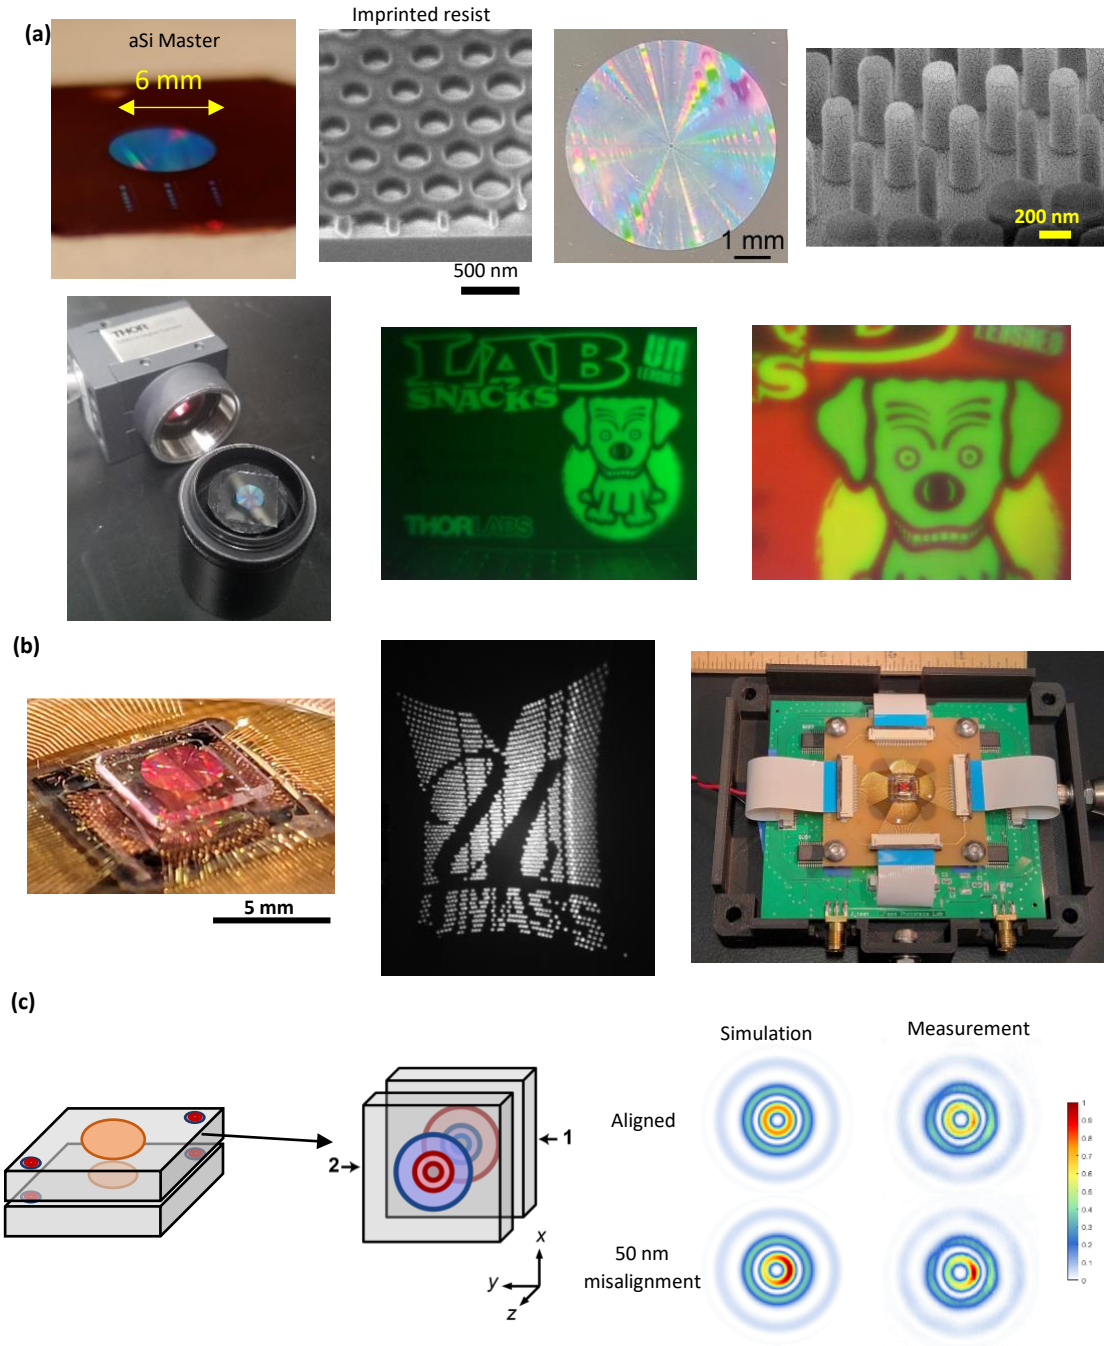 (a)
aSi Master
6 mm
Imprinted resist
500 nm
1 mm
200 nm
THOR
LAB
SNACKS
UN
LEASHED
THORLABS
LEASHED
(b)
5 mm
UMASS
(c)
Simulation
Measurement
Aligned
50 nm
misalignment
2
1
x
y
z
1
0.9
0.8
0.7
0.6
0.5
0.4
0.3
0.2
0.1
0